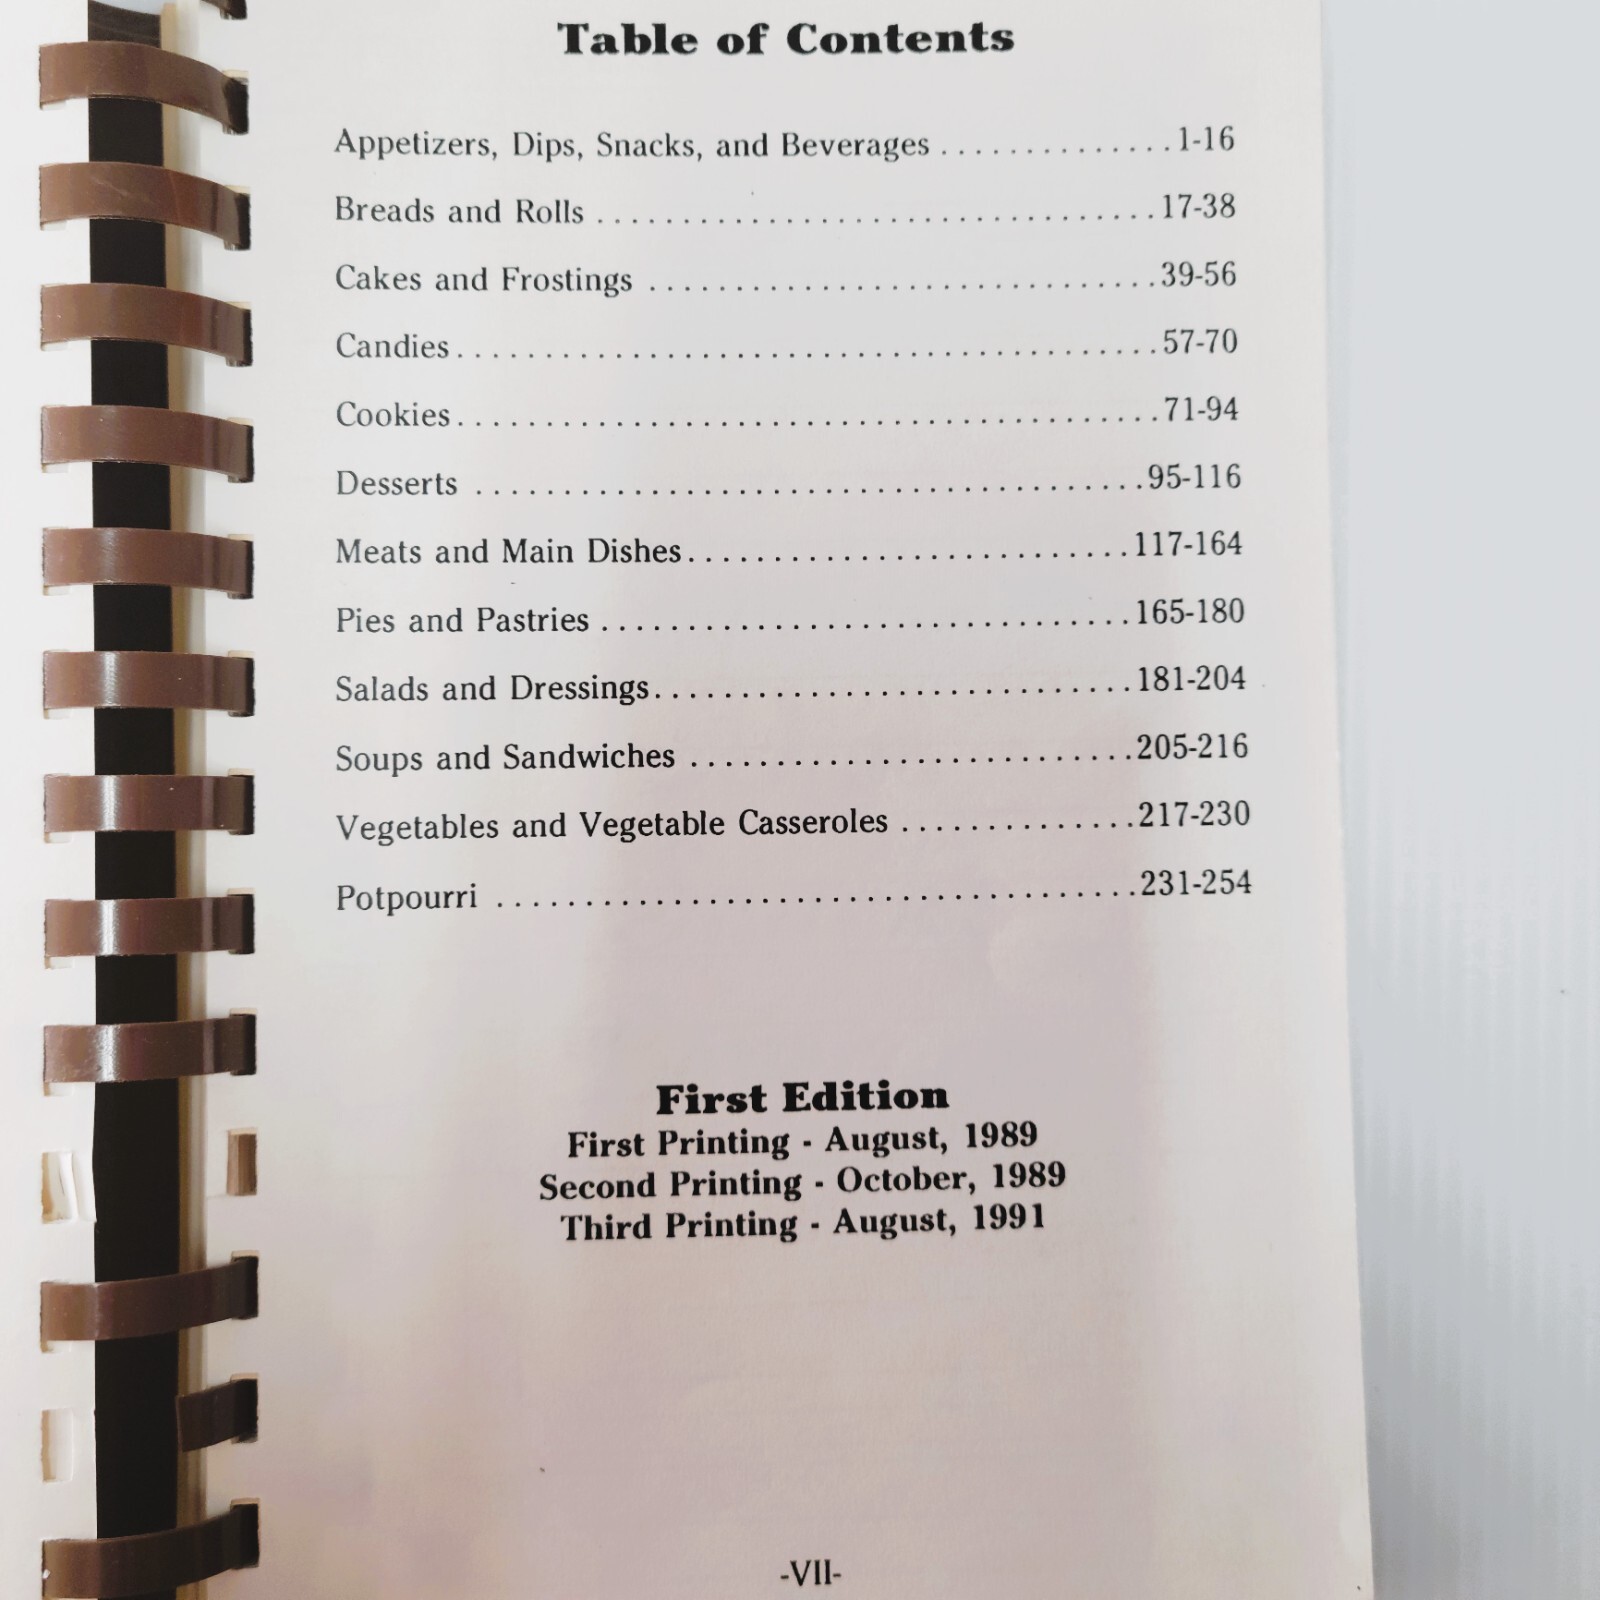 Table of Contents
Appetizers, Dips, Snacks, and Beverages . . . . . . . . . . . . . . 1-16
Breads and Rolls . . . . . . . . . . . . . . . . . . . . . . . . . . . . . . . . . 17-38
Cakes and Frostings . . . . . . . . . . . . . . . . . . . . . . . . . . . . . . 39-56
Candies . . . . . . . . . . . . . . . . . . . . . . . . . . . . . . . . . . . . . . . . . 57-70
Cookies . . . . . . . . . . . . . . . . . . . . . . . . . . . . . . . . . . . . . . . . . 71-94
Desserts . . . . . . . . . . . . . . . . . . . . . . . . . . . . . . . . . . . . . . . 95-116
Meats and Main Dishes . . . . . . . . . . . . . . . . . . . . . . . . . . 117-164
Pies and Pastries . . . . . . . . . . . . . . . . . . . . . . . . . . . . . . . 165-180
Salads and Dressings . . . . . . . . . . . . . . . . . . . . . . . . . . . . 181-204
Soups and Sandwiches . . . . . . . . . . . . . . . . . . . . . . . . . . 205-216
Vegetables and Vegetable Casseroles . . . . . . . . . . . . . . 217-230
Potpourri . . . . . . . . . . . . . . . . . . . . . . . . . . . . . . . . . . . . . . 231-254
First Edition
First Printing - August, 1989
Second Printing - October, 1989
Third Printing - August, 1991
-VII-